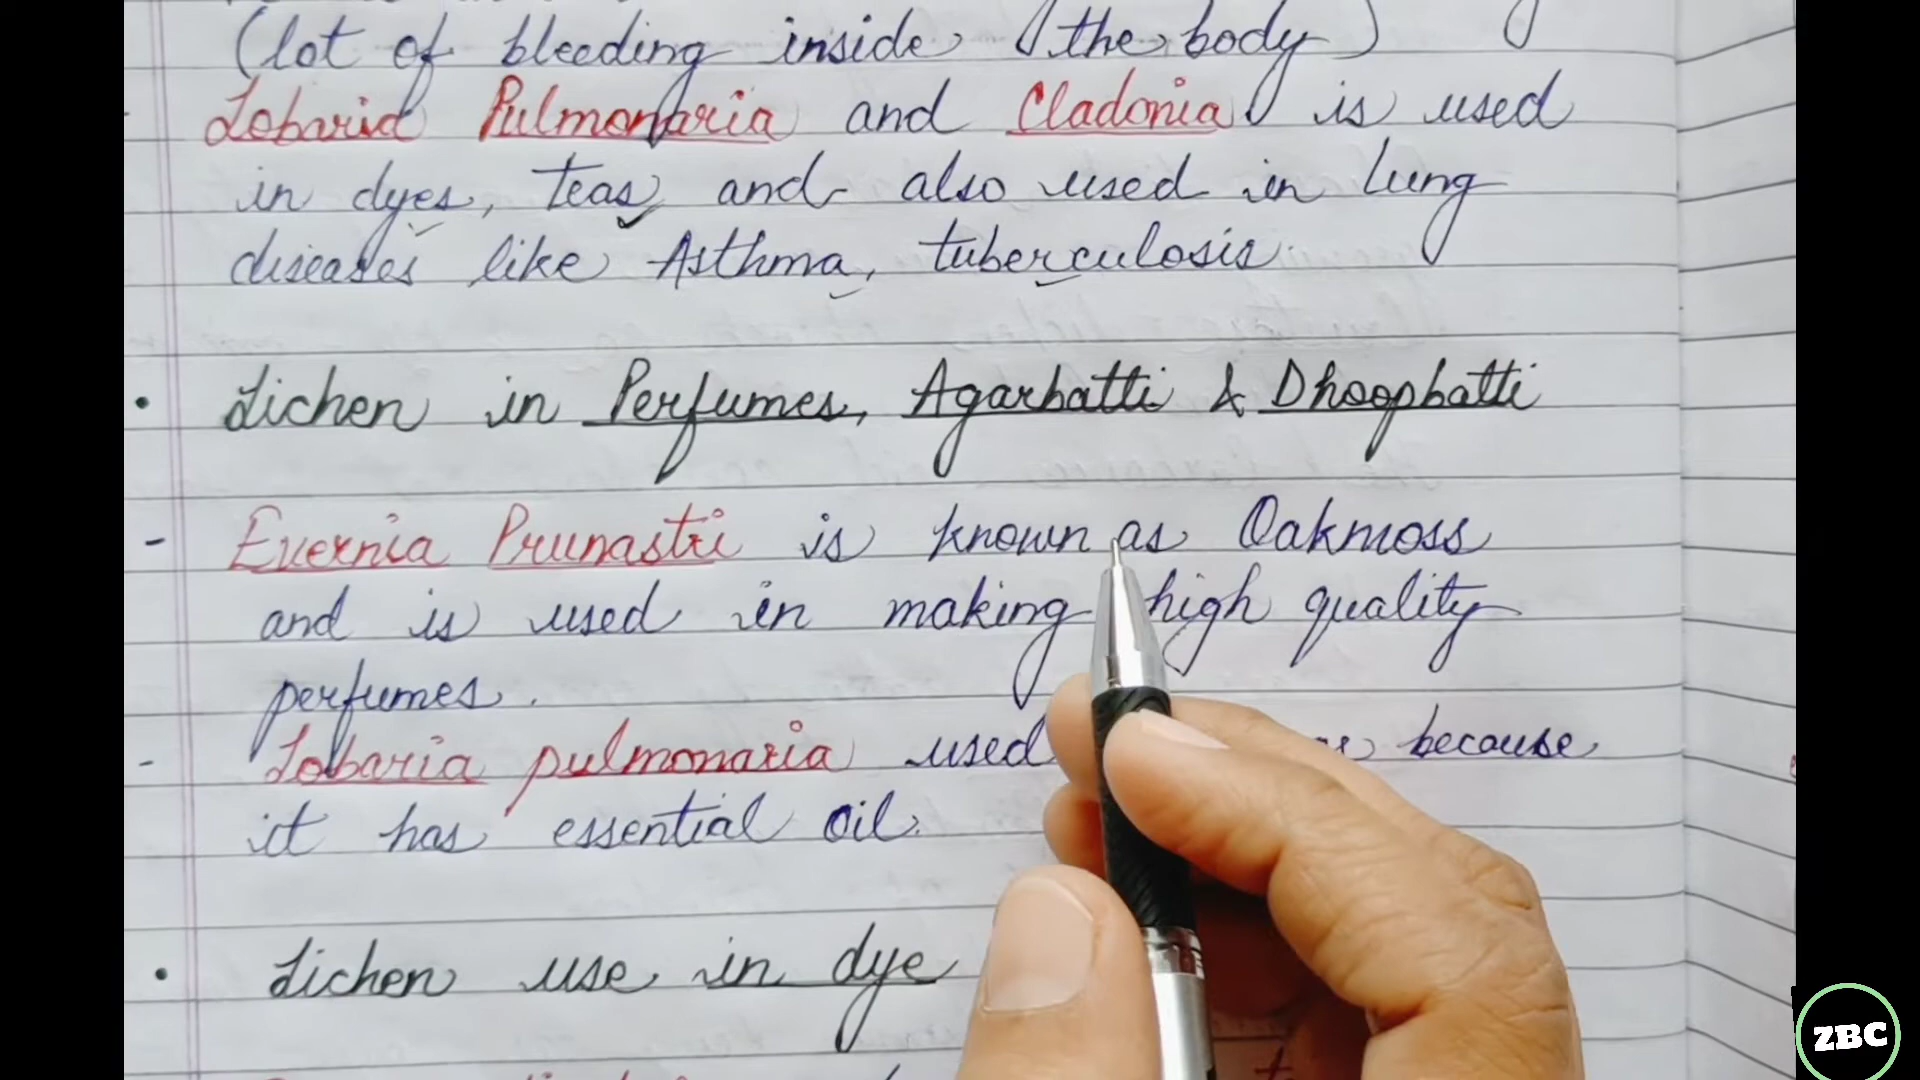 (lot of bleeding inside the body)
Lobaria Pulmonaria and Cladonia is used
in dyes, teas and also used in lung
diseases like Asthma, tuberculosis.
• Lichen in Perfumes, Agarbatti & Dhoopbatti
- Evernia Prunastri is known as Oakmoss
and is used in making high quality
perfumes.
- Lobaria pulmonaria used because
it has essential oil.
• Lichen use in dye
ZBC